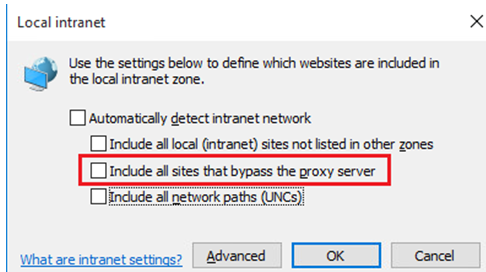 Local intranet
Use the settings below to define which websites are included in
the local intranet zone.
Automatically detect intranet network
Include all local (intranet) sites not listed in other zones
Include all sites that bypass the proxy server
Include all network paths (UNCs)
What are intranet settings?
Advanced
OK
Cancel